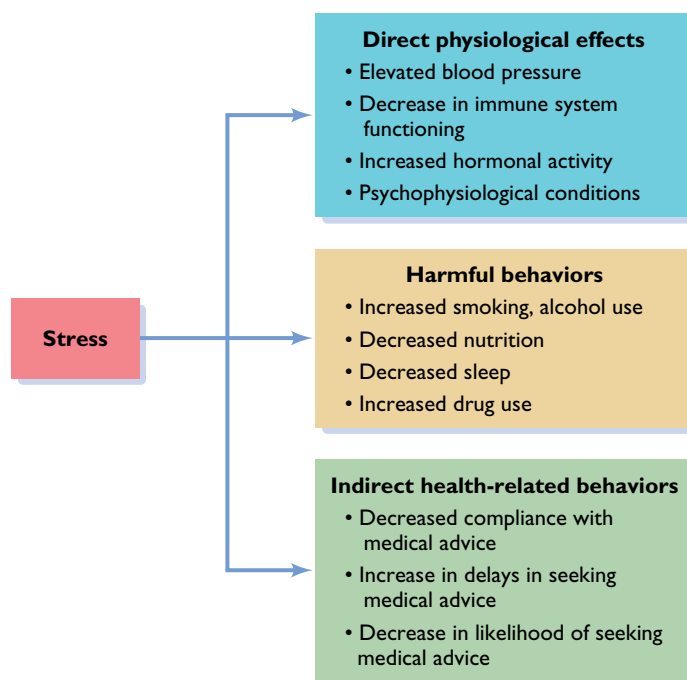 Direct physiological effects
• Elevated blood pressure
• Decrease in immune system
functioning
• Increased hormonal activity
• Psychophysiological conditions
Harmful behaviors
• Increased smoking, alcohol use
• Decreased nutrition
• Decreased sleep
• Increased drug use
Stress
Indirect health-related behaviors
• Decreased compliance with
medical advice
• Increase in delays in seeking
medical advice
• Decrease in likelihood of seeking
medical advice